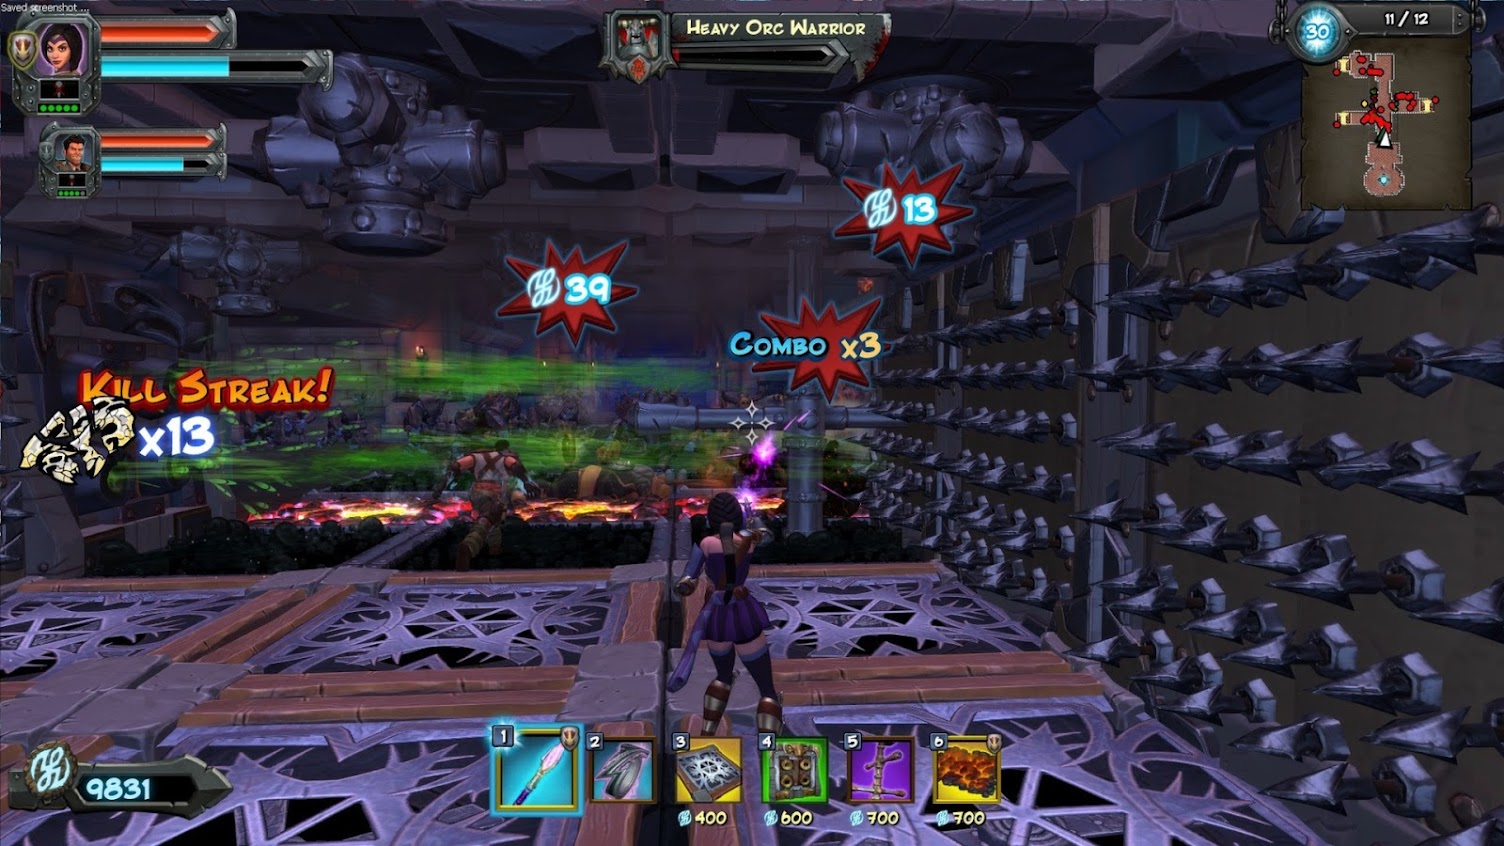 Saved screenshot ...
HEAVY ORC WARRIOR
30
11 / 12
13
39
COMBO x3
KILL STREAK!
x13
9831
1
2
3
4
5
6
400
600
700
700